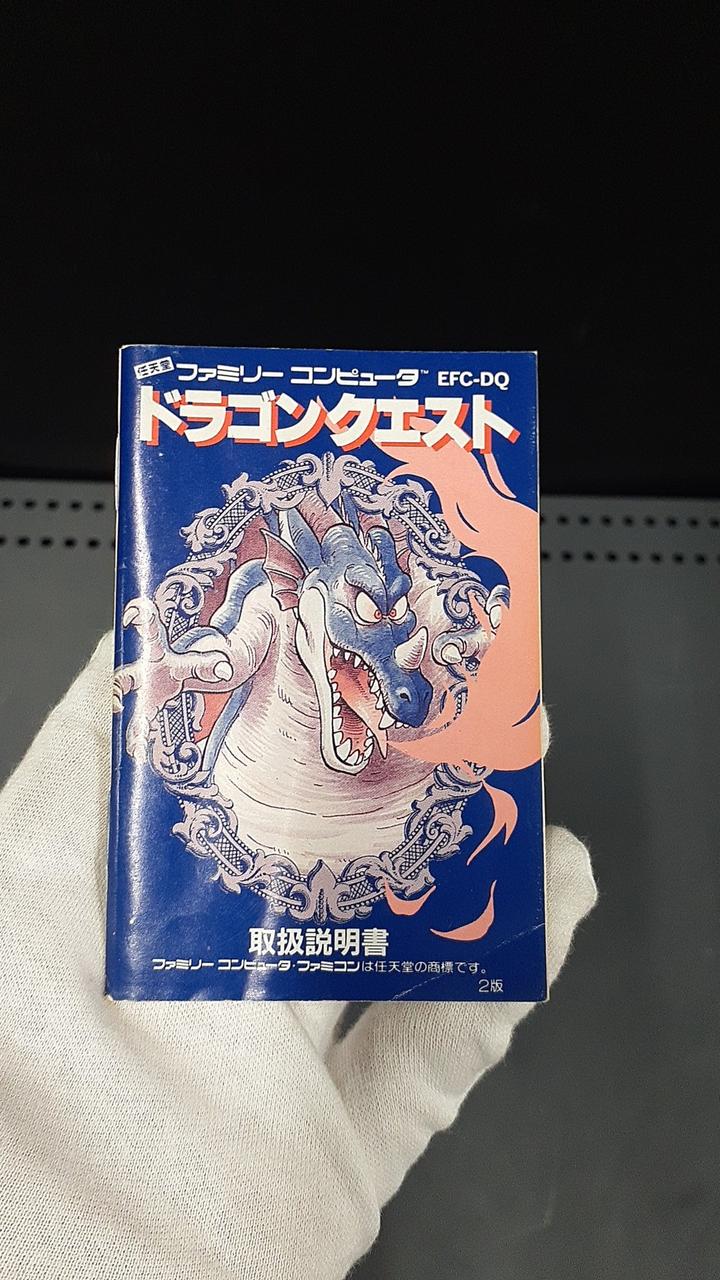 任天堂 ファミリー コンピュータ™ EFC-DQ
ドラゴンクエスト
取扱説明書
ファミリー コンピュータ・ファミコンは任天堂の商標です。
2版